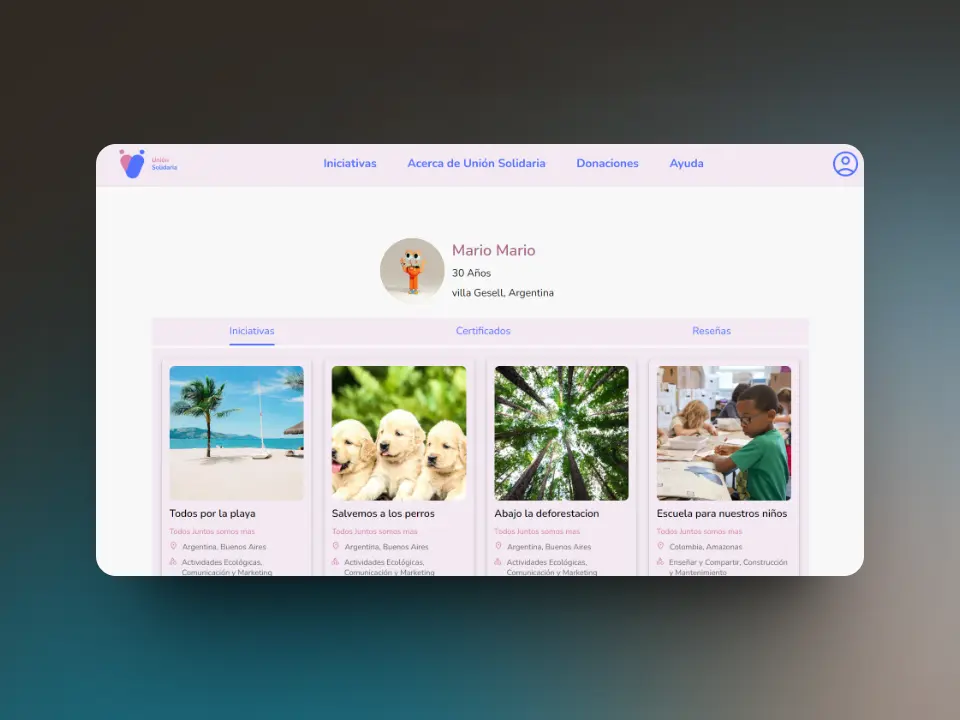 Unión
Solidaria
Iniciativas
Acerca de Unión Solidaria
Donaciones
Ayuda
Mario Mario
30 Años
villa Gesell, Argentina
Iniciativas
Certificados
Reseñas
Todos por la playa
Todos Juntos somos mas
Argentina, Buenos Aires
Actividades Ecológicas,
Comunicación y Marketing
Salvemos a los perros
Todos Juntos somos mas
Argentina, Buenos Aires
Actividades Ecológicas,
Comunicación y Marketing
Abajo la deforestacion
Todos Juntos somos mas
Argentina, Buenos Aires
Actividades Ecológicas,
Comunicación y Marketing
Escuela para nuestros niños
Todos Juntos somos mas
Colombia, Amazonas
Enseñar y Compartir, Construcción
y Mantenimiento